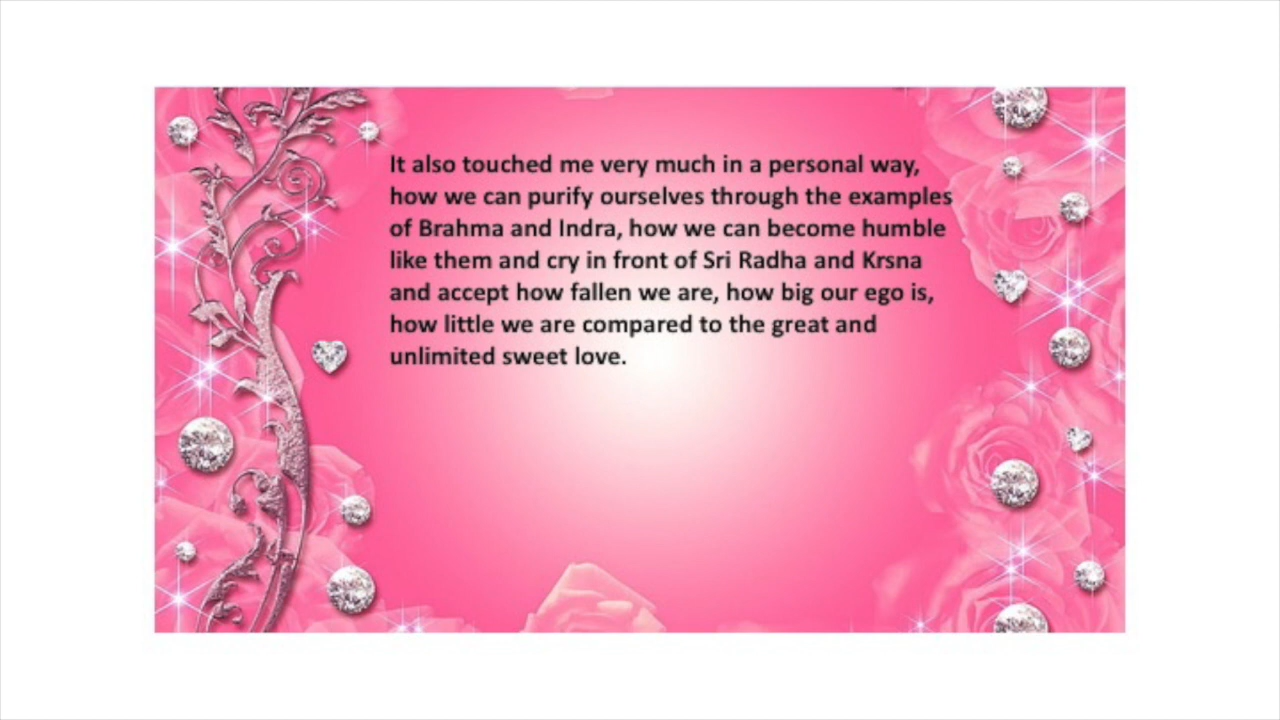 It also touched me very much in a personal way,
how we can purify ourselves through the examples
of Brahma and Indra, how we can become humble
like them and cry in front of Sri Radha and Krsna
and accept how fallen we are, how big our ego is,
how little we are compared to the great and
unlimited sweet love.